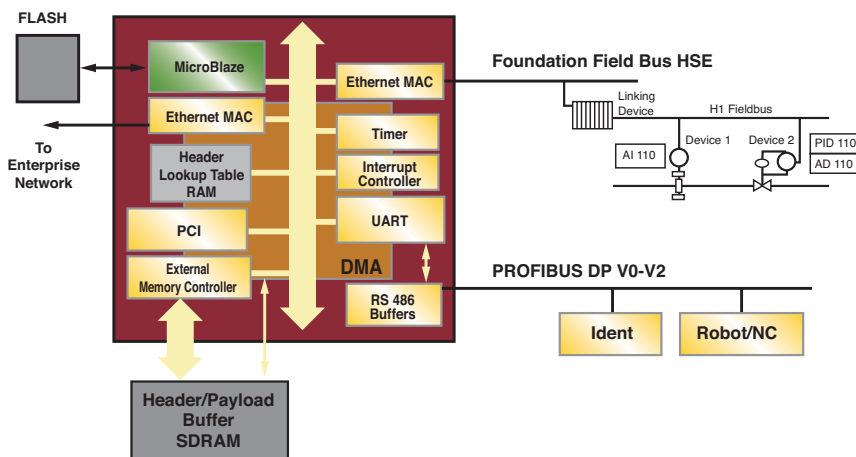 FLASH
MicroBlaze
Ethernet MAC
Foundation Field Bus HSE
Ethernet MAC
To
Enterprise
Network
Header
Lookup Table
RAM
Timer
Interrupt
Controller
PCI
UART
External
Memory Controller
DMA
RS 486
Buffers
Linking
Device
H1 Fieldbus
Device 1
Device 2
AI 110
PID 110
AD 110
PROFIBUS DP V0-V2
Ident
Robot/NC
Header/Payload
Buffer
SDRAM